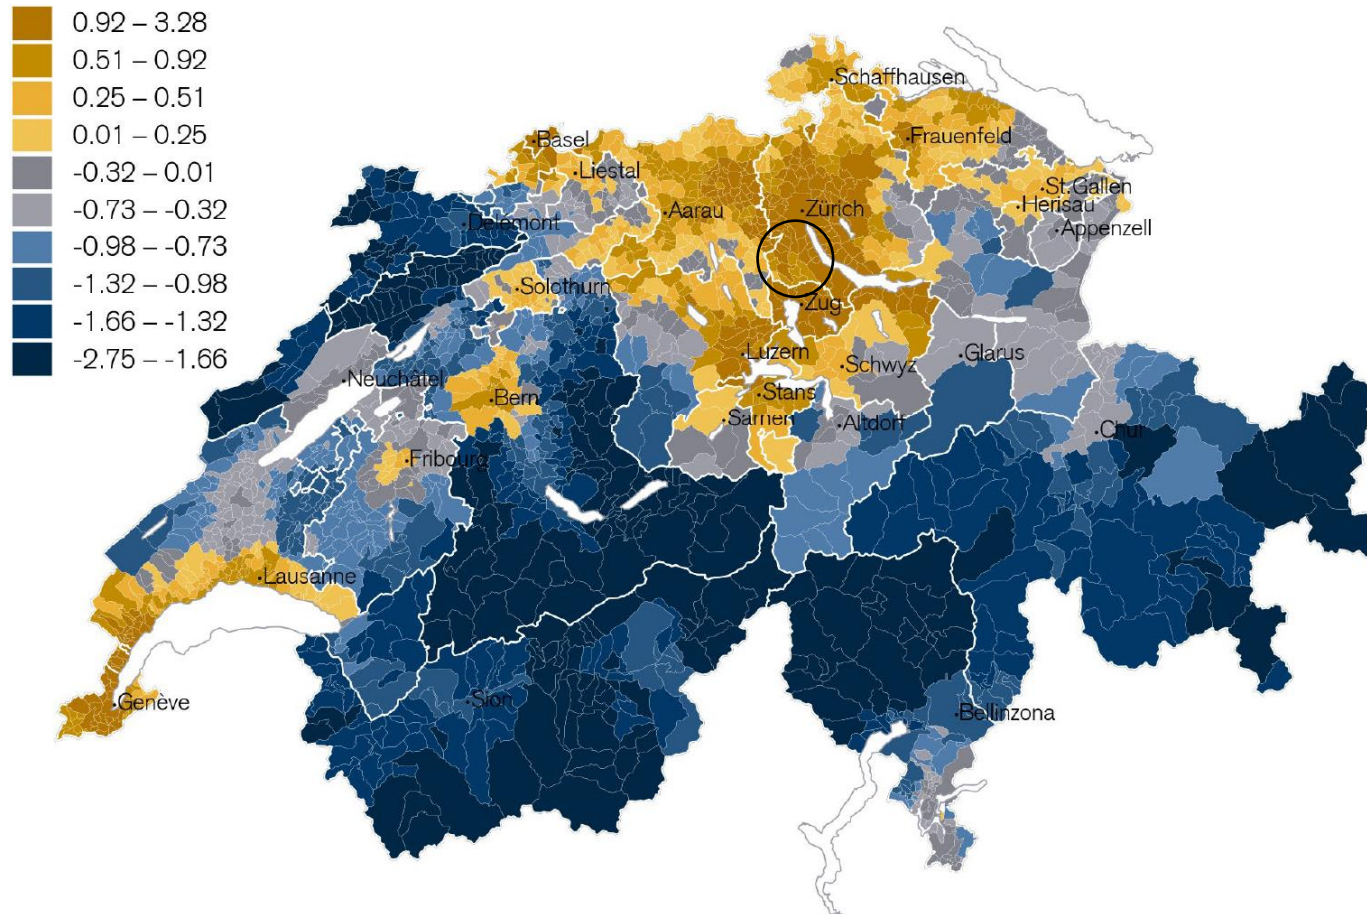 0.92 – 3.28
0.51 – 0.92
0.25 – 0.51
0.01 – 0.25
-0.32 – 0.01
-0.73 – -0.32
-0.98 – -0.73
-1.32 – -0.98
-1.66 – -1.32
-2.75 – -1.66
Schaffhausen
Basel
Frauenfeld
Liestal
St.Gallen
Herisau
Aarau
Zürich
Delémont
Appenzell
Solothurn
Zug
Luzern
Glarus
Schwyz
Neuchâtel
Stans
Bern
Sarnen
Altdorf
Chur
Fribourg
Lausanne
Genève
Sion
Bellinzona